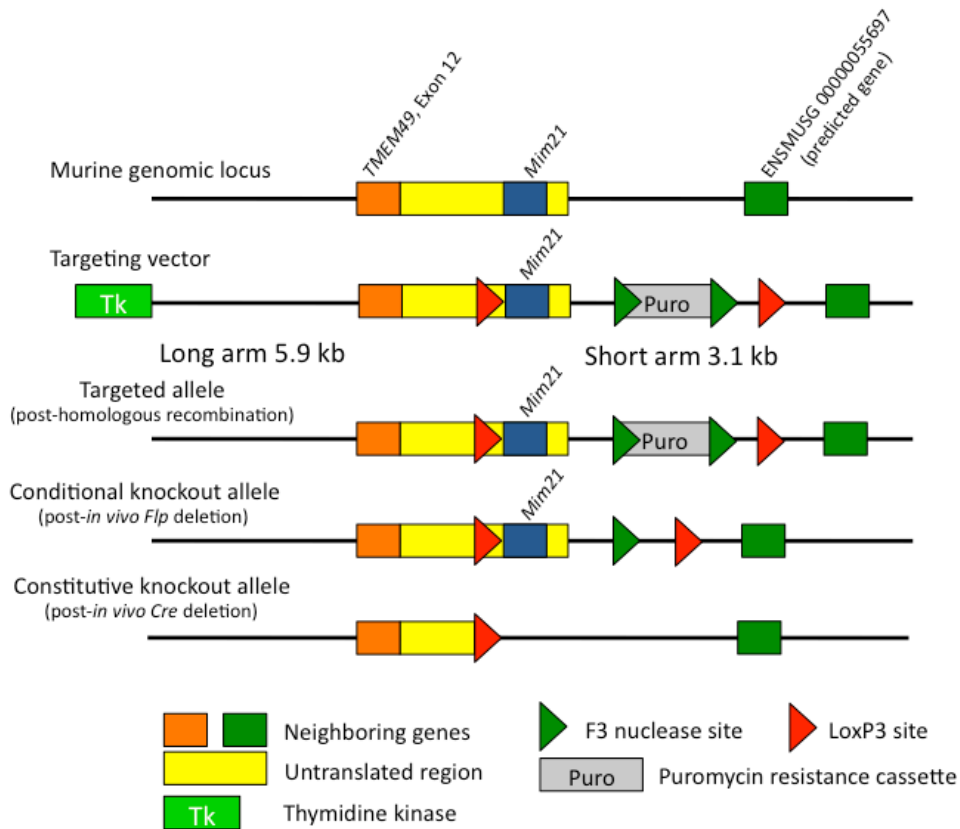 TMEM49, Exon 12
Mim21
ENSMUSG 00000055697
(predicted gene)
Murine genomic locus
Targeting vector
Mim21
Tk
Puro
Long arm 5.9 kb
Short arm 3.1 kb
Targeted allele
(post-homologous recombination)
Mim21
Puro
Conditional knockout allele
(post-in vivo Flp deletion)
Mim21
Constitutive knockout allele
(post-in vivo Cre deletion)
Neighboring genes
F3 nuclease site
LoxP3 site
Untranslated region
Puro
Puromycin resistance cassette
Tk
Thymidine kinase